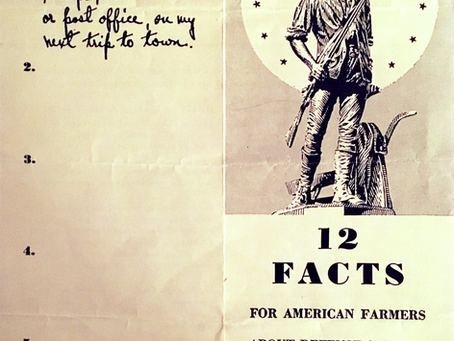 or post office, on my
next trip to town.
2.
3.
4.
12
FACTS
FOR AMERICAN FARMERS